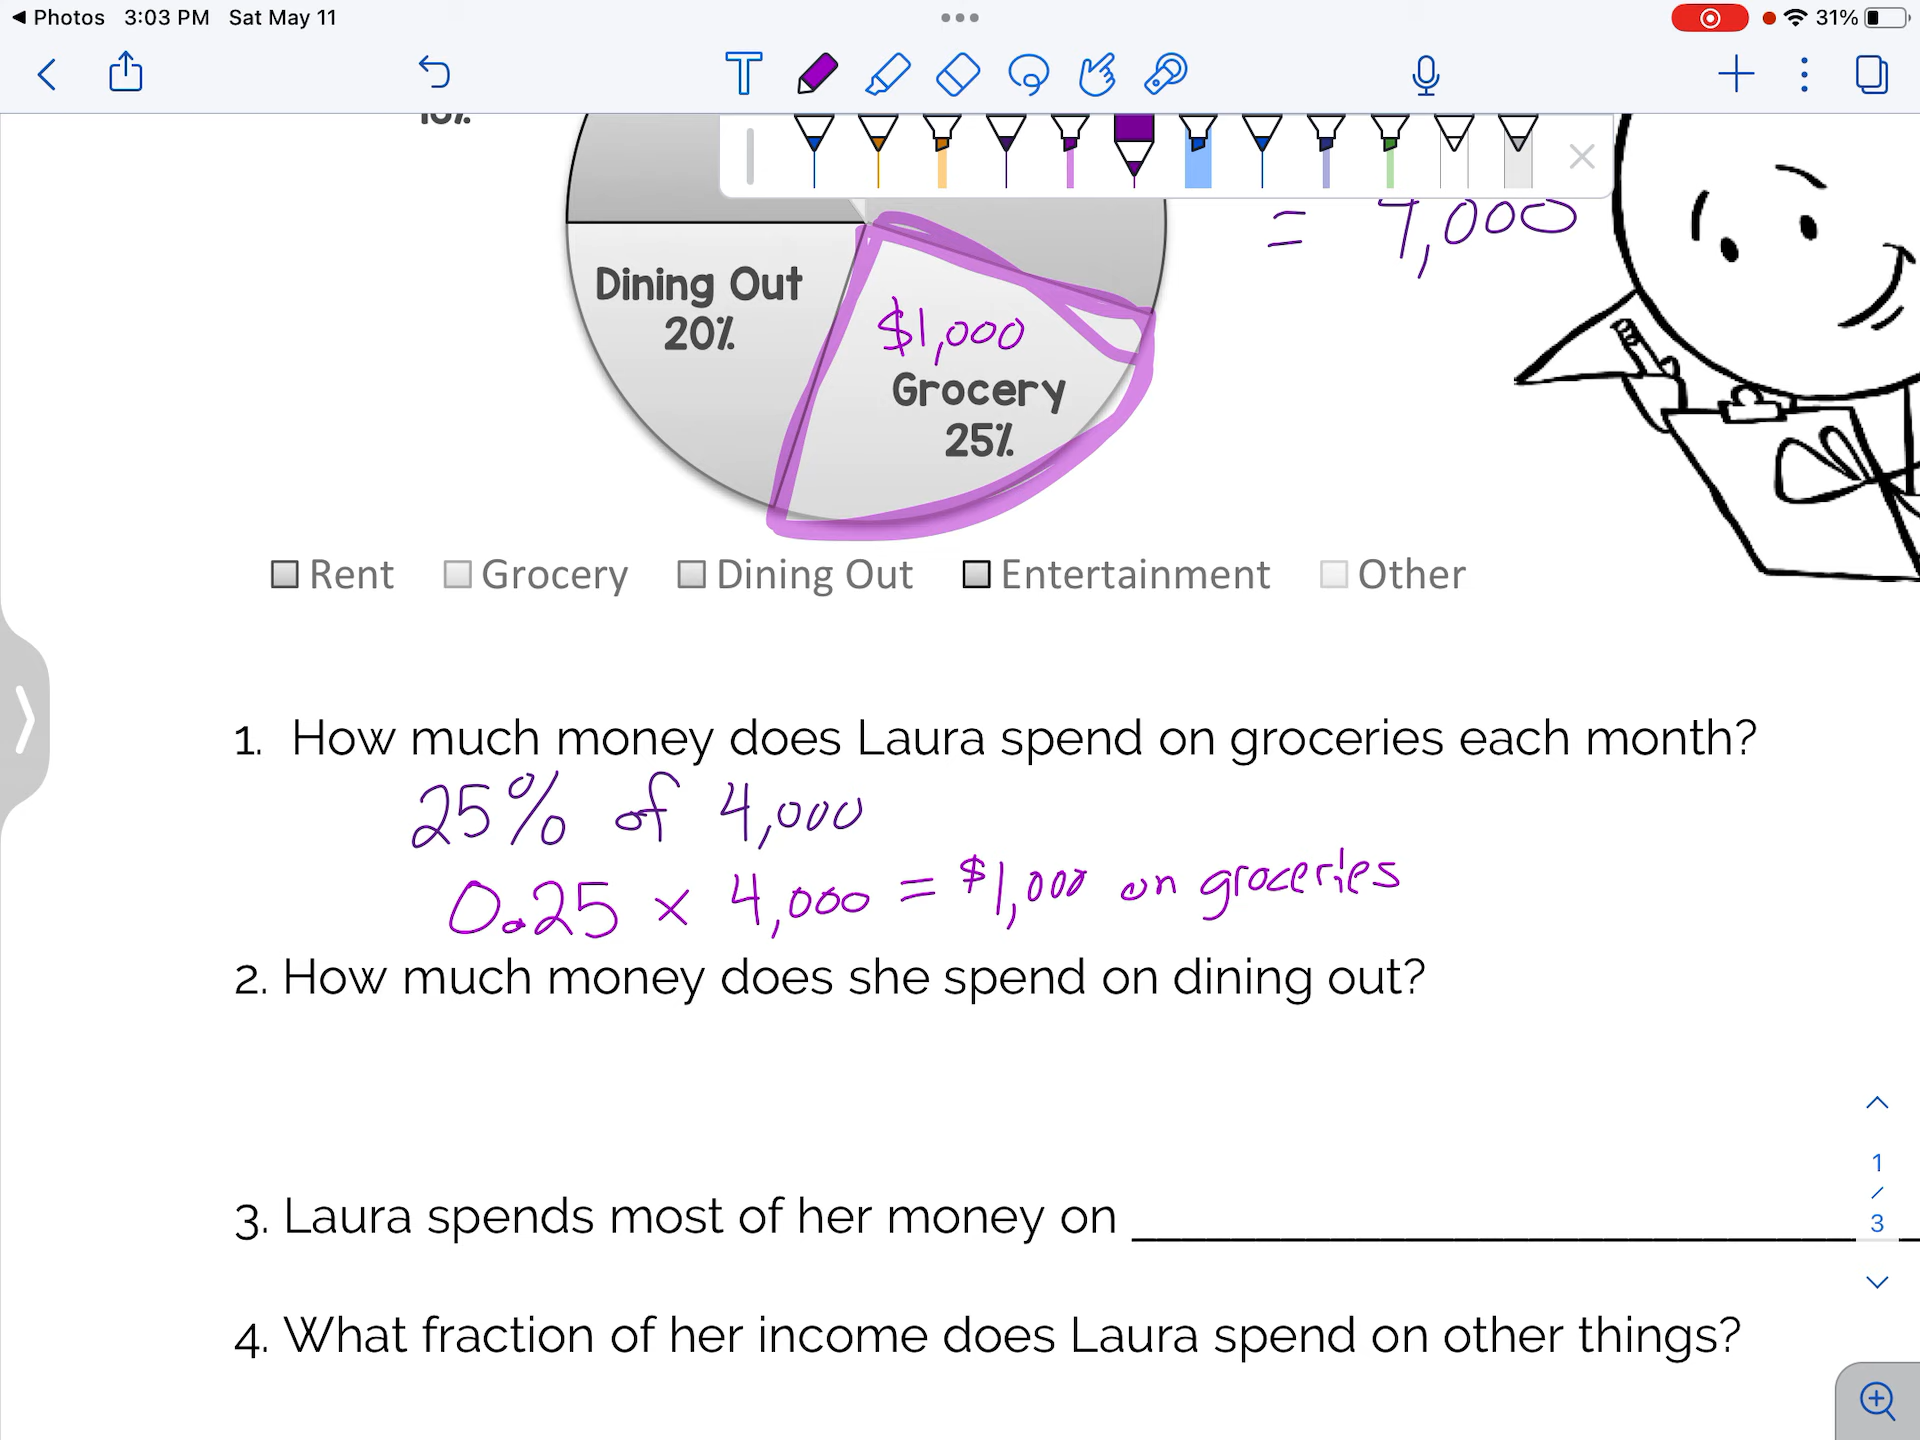 Photos 3:03 PM Sat May 11
31%
T
= 4,000
Dining Out
20%
$1,000
Grocery
25%
Rent Grocery Dining Out Entertainment Other
1. How much money does Laura spend on groceries each month?
25% of 4,000
0.25 x 4,000 = $1,000 on groceries
2. How much money does she spend on dining out?
1
/
3
3. Laura spends most of her money on
4. What fraction of her income does Laura spend on other things?